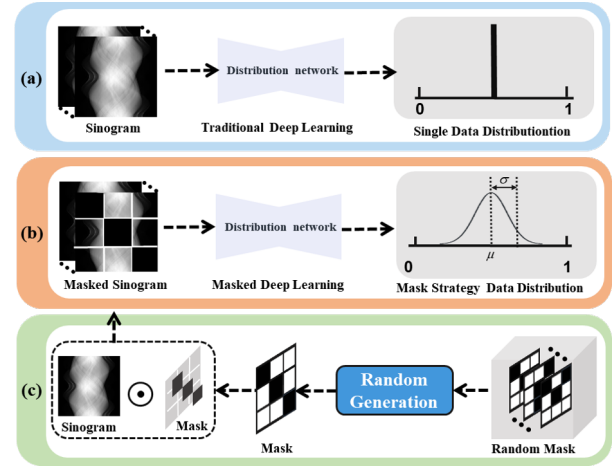 (a)
Sinogram
Distribution network
Traditional Deep Learning
0
1
Single Data Distributiontion
(b)
Masked Sinogram
Distribution network
Masked Deep Learning
σ
0
μ
1
Mask Strategy Data Distribution
(c)
Sinogram
Mask
Mask
Random
Generation
Random Mask